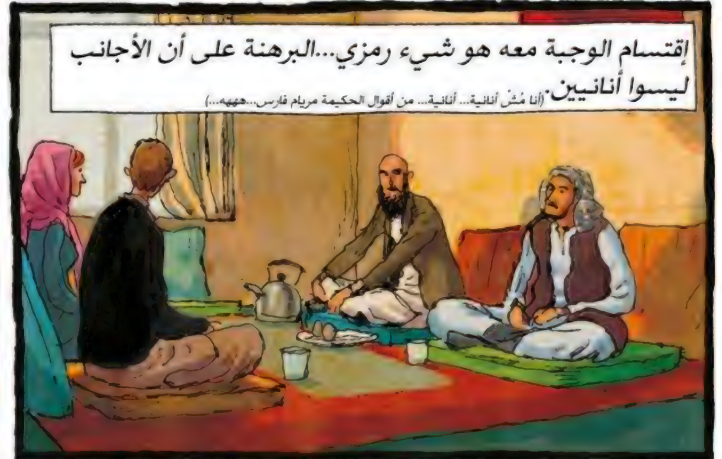 إقتسام الوجبة معه هو شيء رمزي...البرهنة على أن الأجانب
ليسوا أنانيين.
(أنا مُش أنانية... أنانية... من أقوال الحكيمة مريام فارس...هههه...)